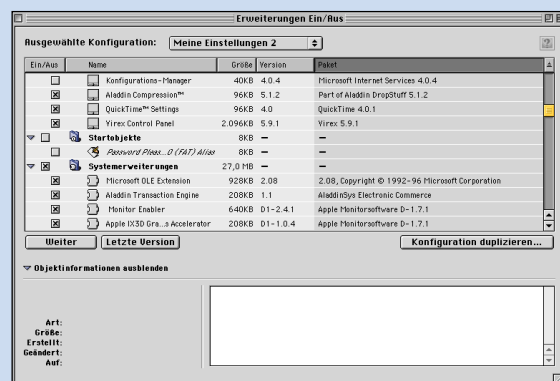 Erweiterungen Ein/Aus
Ausgewählte Konfiguration: Meine Einstellungen 2
?
Ein/Aus Name Größe Version Paket
Konfigurations-Manager 40KB 4.0.4 Microsoft Internet Services 4.0.4
Aladdin Compression™ 96KB 5.1.2 Part of Aladdin DropStuff 5.1.2
QuickTime™ Settings 96KB 4.0 QuickTime 4.0.1
Virex Control Panel 2.096KB 5.9.1 Virex 5.9.1
Startobjekte 8KB – –
Password Pleas...O (FAT) Alias 8KB – –
Systemerweiterungen 27,0 MB – –
Microsoft OLE Extension 928KB 2.08 2.08, Copyright © 1992-96 Microsoft Corporation
Aladdin Transaction Engine 208KB 1.1 AladdinSys Electronic Commerce
Monitor Enabler 640KB D1-2.4.1 Apple Monitorsoftware D-1.7.1
Apple IX3D Gra...s Accelerator 208KB D1-1.0.4 Apple Monitorsoftware D-1.7.1
Weiter Letzte Version Konfiguration duplizieren...
Objektinformationen ausblenden
Art:
Größe:
Erstellt:
Geändert:
Auf: